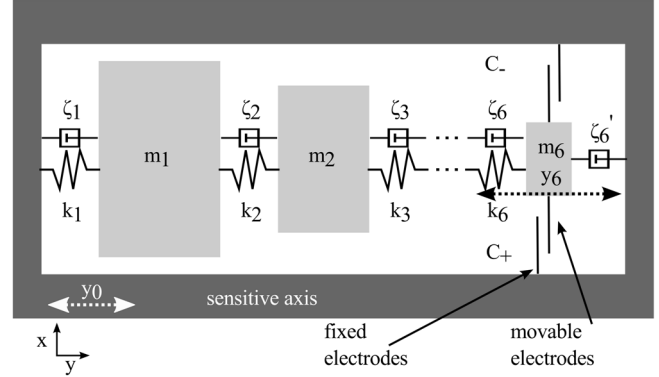 C-
ζ1 ζ2 ζ3 ζ6 ζ6'
m1 m2 ... ... m6
y6
k1 k2 k3 k6
C+
y0
sensitive axis
x
y
fixed electrodes
movable electrodes